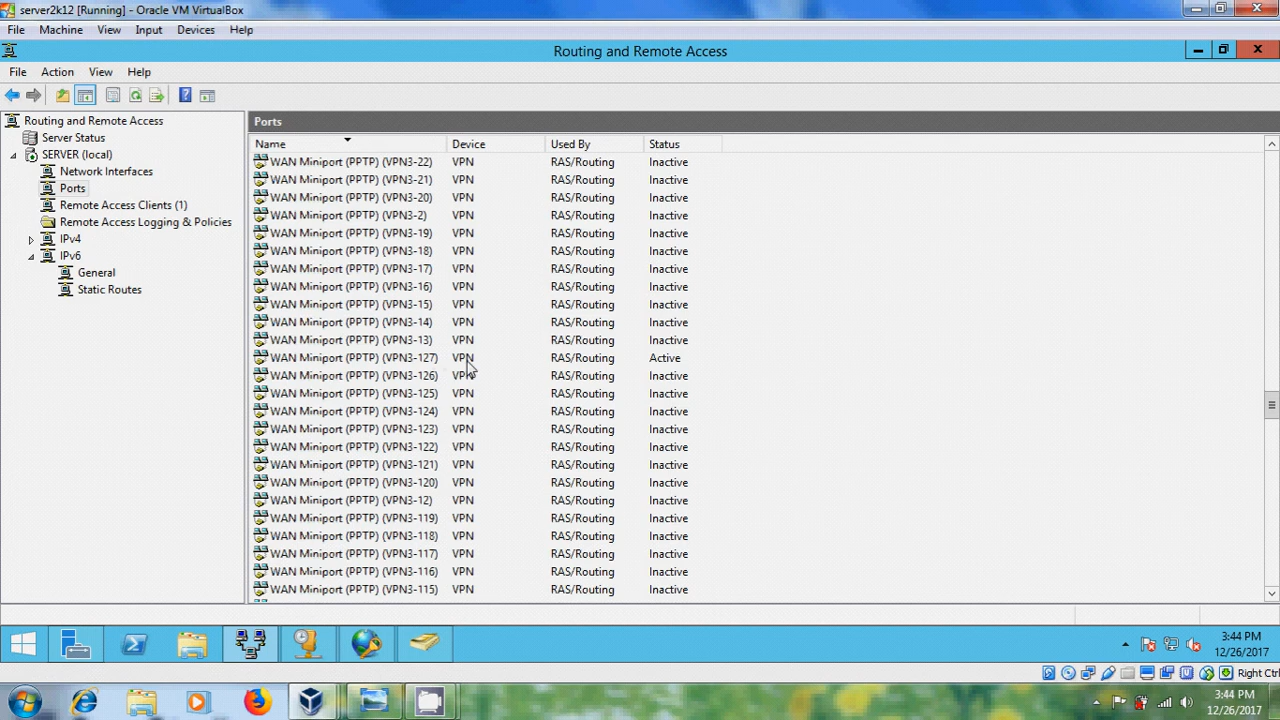 server2k12 [Running] - Oracle VM VirtualBox
File Machine View Input Devices Help
Routing and Remote Access
File Action View Help
Routing and Remote Access
Server Status
SERVER (local)
Network Interfaces
Ports
Remote Access Clients (1)
Remote Access Logging & Policies
IPv4
IPv6
General
Static Routes
Ports
Name Device Used By Status
WAN Miniport (PPTP) (VPN3-22) VPN RAS/Routing Inactive
WAN Miniport (PPTP) (VPN3-21) VPN RAS/Routing Inactive
WAN Miniport (PPTP) (VPN3-20) VPN RAS/Routing Inactive
WAN Miniport (PPTP) (VPN3-2) VPN RAS/Routing Inactive
WAN Miniport (PPTP) (VPN3-19) VPN RAS/Routing Inactive
WAN Miniport (PPTP) (VPN3-18) VPN RAS/Routing Inactive
WAN Miniport (PPTP) (VPN3-17) VPN RAS/Routing Inactive
WAN Miniport (PPTP) (VPN3-16) VPN RAS/Routing Inactive
WAN Miniport (PPTP) (VPN3-15) VPN RAS/Routing Inactive
WAN Miniport (PPTP) (VPN3-14) VPN RAS/Routing Inactive
WAN Miniport (PPTP) (VPN3-13) VPN RAS/Routing Inactive
WAN Miniport (PPTP) (VPN3-127) VPN RAS/Routing Active
WAN Miniport (PPTP) (VPN3-126) VPN RAS/Routing Inactive
WAN Miniport (PPTP) (VPN3-125) VPN RAS/Routing Inactive
WAN Miniport (PPTP) (VPN3-124) VPN RAS/Routing Inactive
WAN Miniport (PPTP) (VPN3-123) VPN RAS/Routing Inactive
WAN Miniport (PPTP) (VPN3-122) VPN RAS/Routing Inactive
WAN Miniport (PPTP) (VPN3-121) VPN RAS/Routing Inactive
WAN Miniport (PPTP) (VPN3-120) VPN RAS/Routing Inactive
WAN Miniport (PPTP) (VPN3-12) VPN RAS/Routing Inactive
WAN Miniport (PPTP) (VPN3-119) VPN RAS/Routing Inactive
WAN Miniport (PPTP) (VPN3-118) VPN RAS/Routing Inactive
WAN Miniport (PPTP) (VPN3-117) VPN RAS/Routing Inactive
WAN Miniport (PPTP) (VPN3-116) VPN RAS/Routing Inactive
WAN Miniport (PPTP) (VPN3-115) VPN RAS/Routing Inactive
3:44 PM
12/26/2017
Right Ctrl
3:44 PM
12/26/2017